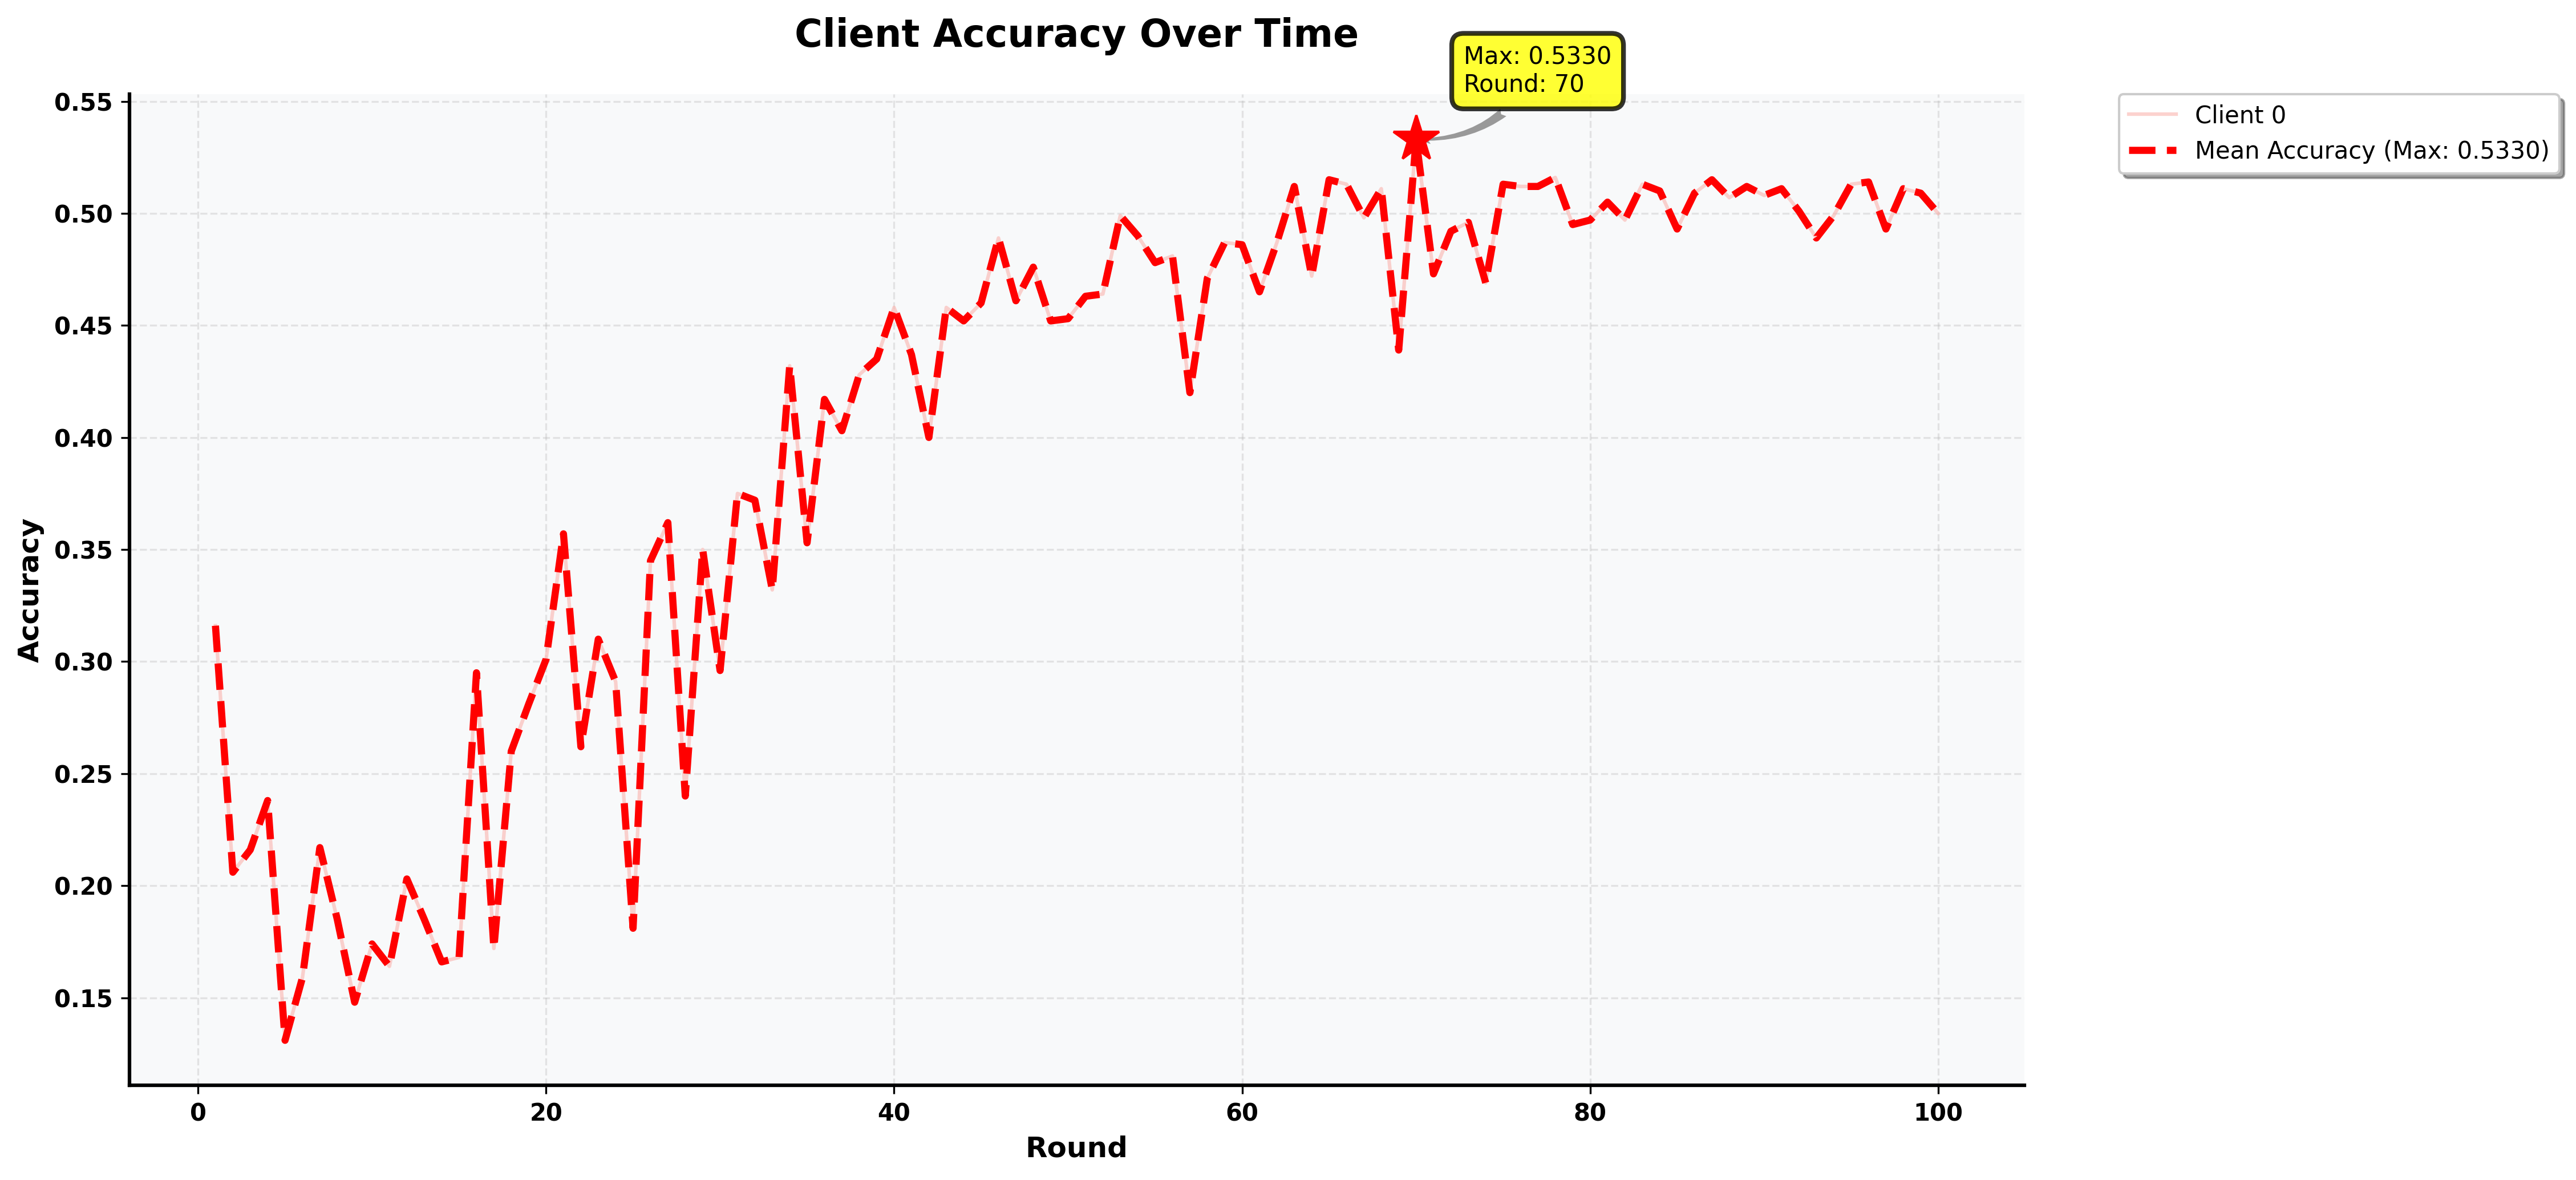 Client Accuracy Over Time
Max: 0.5330
Round: 70
Client 0
Mean Accuracy (Max: 0.5330)
Accuracy
0.55
0.50
0.45
0.40
0.35
0.30
0.25
0.20
0.15
0
20
40
60
80
100
Round